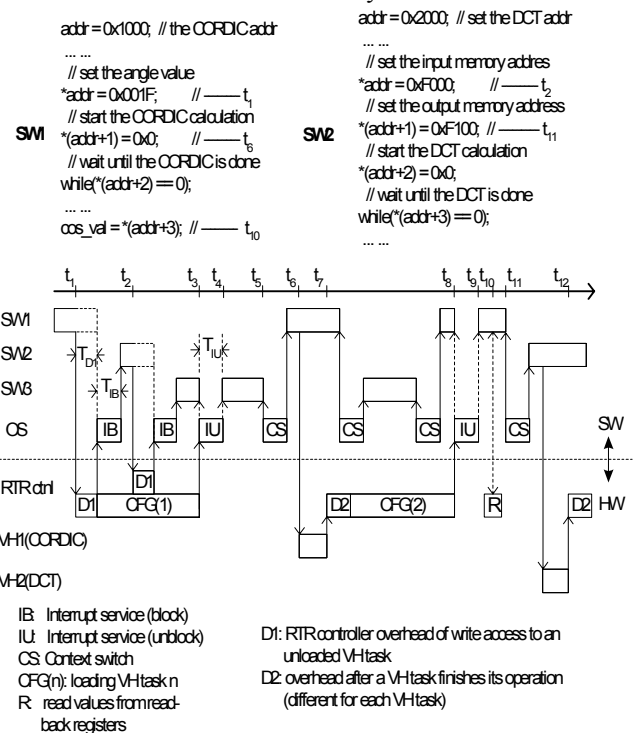 addr = 0x1000; // the CORDIC addr
... ...
// set the angle value
*addr = 0x001F; // —— t1
// start the CORDIC calculation
SW1 *(addr+1) = 0x0; // —— t6
// wait until the CORDIC is done
while(*(addr+2) == 0);
... ...
cos_val = *(addr+3); // —— t10
addr = 0x2000; // set the DCT addr
... ...
// set the input memory addres
*addr = 0xF000; // —— t2
// set the output memory address
SW2 *(addr+1) = 0xF100; // —— t11
// start the DCT calculation
*(addr+2) = 0x0;
// wait until the DCT is done
while(*(addr+3) == 0);
... ...
t1 t2 t3 t4 t5 t6 t7 t8 t9 t10 t11 t12
SW1
SW2 TD1 TIU
SW3 TIB
OS IB IB IU CS CS CS IU CS SW
RTR ctnl D1 D1 CFG(1) D2 CFG(2) R D2 HW
VH1(CORDIC)
VH2(DCT)
IB: Interrupt service (block)
IU: Interrupt service (unblock)
CS: Context switch
CFG(n): loading VH task n
R: read values from read-
back registers
D1: RTR controller overhead of write access to an
unloaded VH task
D2: overhead after a VH task finishes its operation
(different for each VH task)